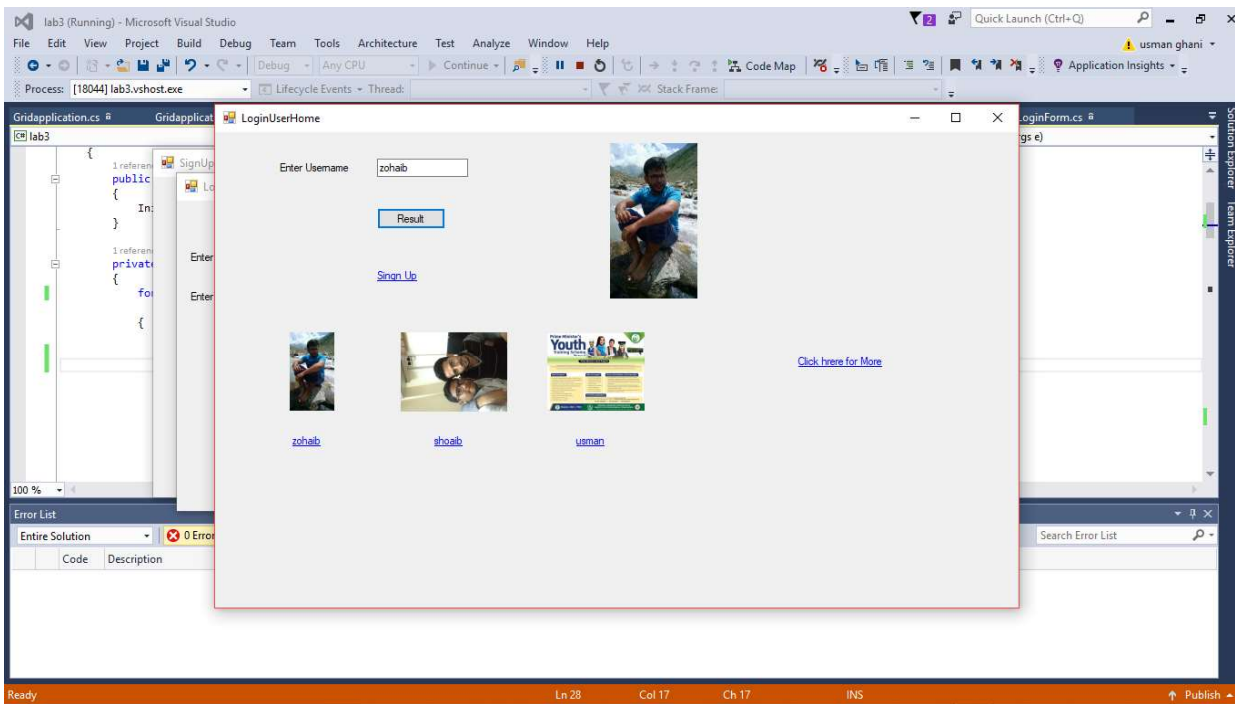 lab3 (Running) - Microsoft Visual Studio
2
Quick Launch (Ctrl+Q)
File Edit View Project Build Debug Team Tools Architecture Test Analyze Window Help
usman ghani
Debug Any CPU Continue Code Map Application Insights
Process: [18044] lab3.vshost.exe Lifecycle Events Thread: Stack Frame:
Gridapplication.cs Gridapplicat
LoginUserHome
LoginForm.cs
Solution Explorer
Team Explorer
C# lab3
gs e)
{
1 referen
public
{
In
}
1 referen
private
{
fo
{
SignUp
Lo
Enter
Enter
Enter Username zohaib
Result
Singn Up
Youth
Click hrere for More
zohaib shoaib usman
100 %
Error List
Entire Solution 0 Error
Search Error List
Code Description
Ready Ln 28 Col 17 Ch 17 INS Publish